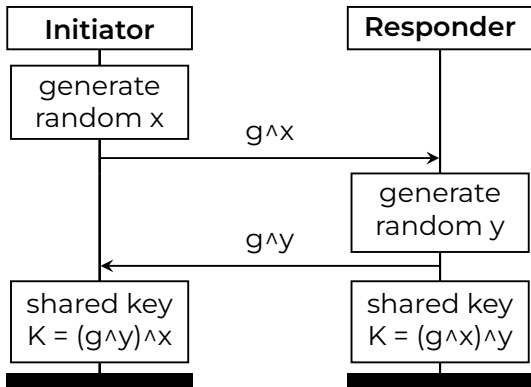 Initiator
Responder
generate
random x
g^x
generate
random y
g^y
shared key
K = (g^y)^x
shared key
K = (g^x)^y